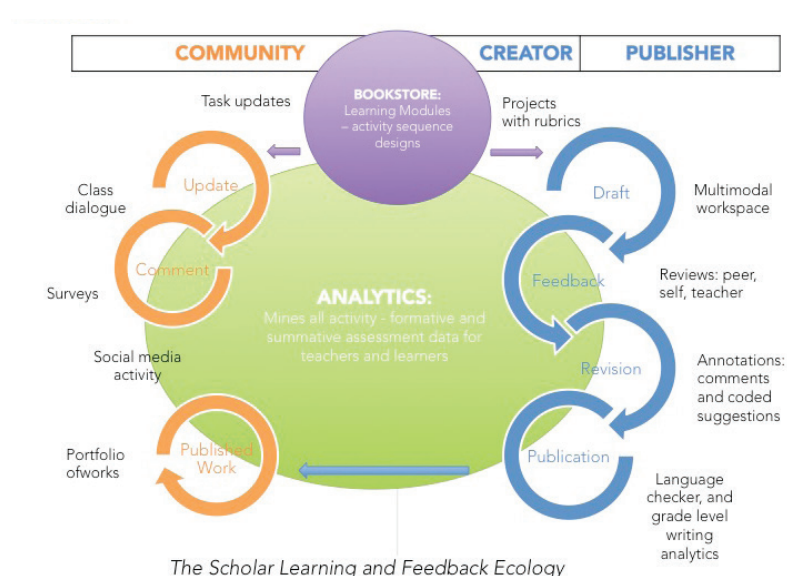 COMMUNITY
CREATOR
PUBLISHER
BOOKSTORE:
Learning Modules
– activity sequence
designs
Task updates
Projects
with rubrics
Update
Class
dialogue
Comment
Surveys
Social media
activity
Draft
Multimodal
workspace
Feedback
Reviews: peer,
self, teacher
ANALYTICS:
Mines all activity - formative and
summative assessment data for
teachers and learners
Revision
Annotations:
comments
and coded
suggestions
Published
Work
Portfolio
ofworks
Publication
Language
checker, and
grade level
writing
analytics
The Scholar Learning and Feedback Ecology